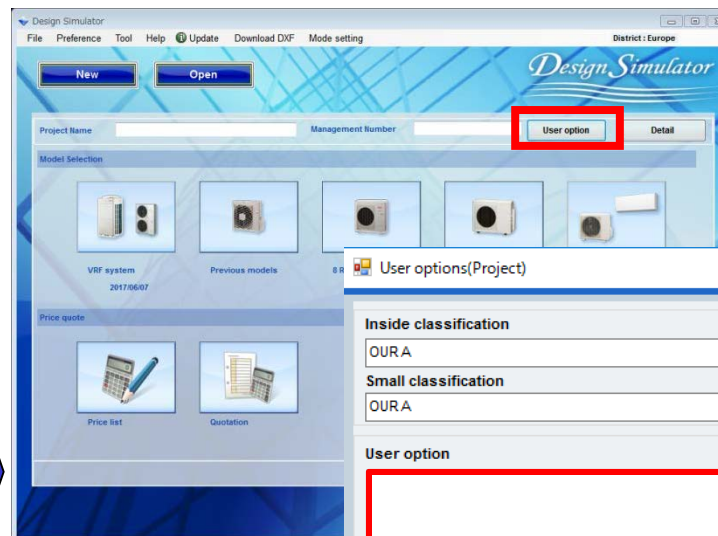 Design Simulator
File Preference Tool Help Update Download DXF Mode setting District : Europe
New Open Design Simulator
Project Name Management Number User option Detail
Model Selection
VRF system Previous models 8 R
2017/06/07
User options(Project)
Price quote
Inside classification
OUR A
Small classification
OUR A
Price list Quotation
User option